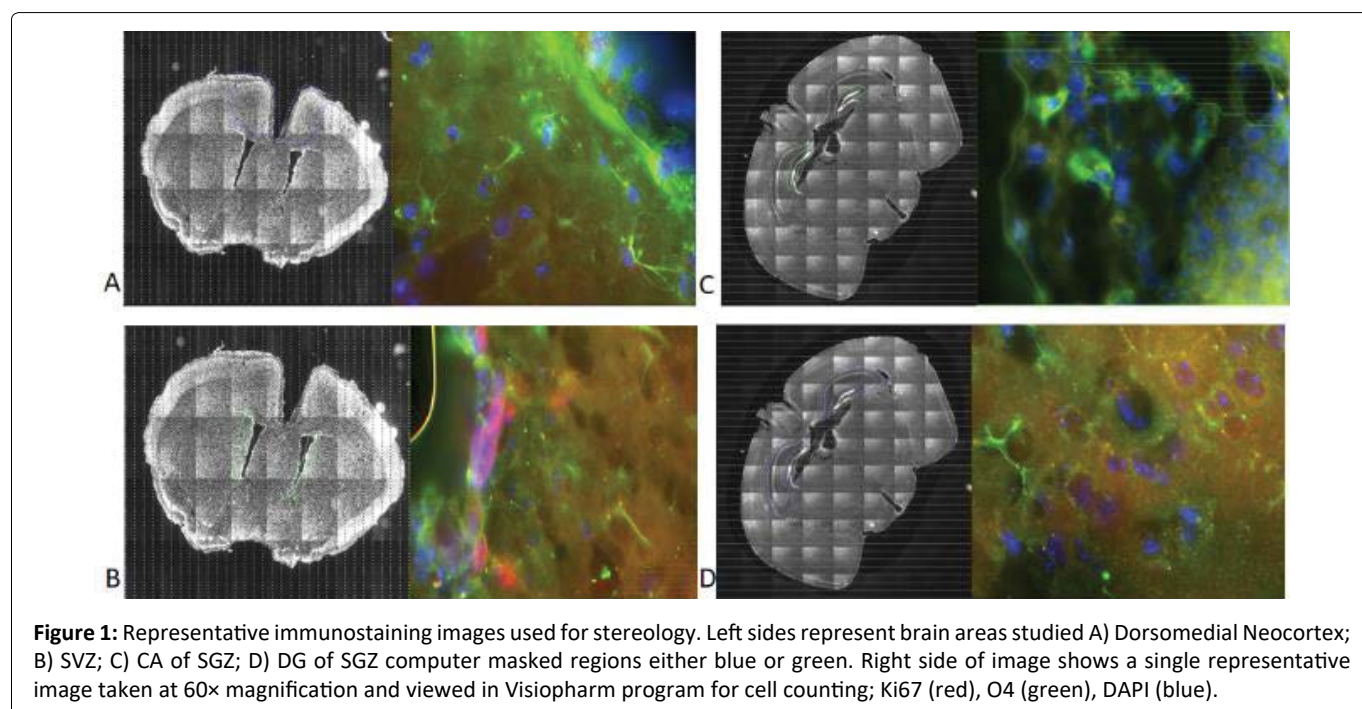 A
C
B
D
Figure 1: Representative immunostaining images used for stereology. Left sides represent brain areas studied A) Dorsomedial Neocortex;
B) SVZ; C) CA of SGZ; D) DG of SGZ computer masked regions either blue or green. Right side of image shows a single representative
image taken at 60× magnification and viewed in Visiopharm program for cell counting; Ki67 (red), O4 (green), DAPI (blue).